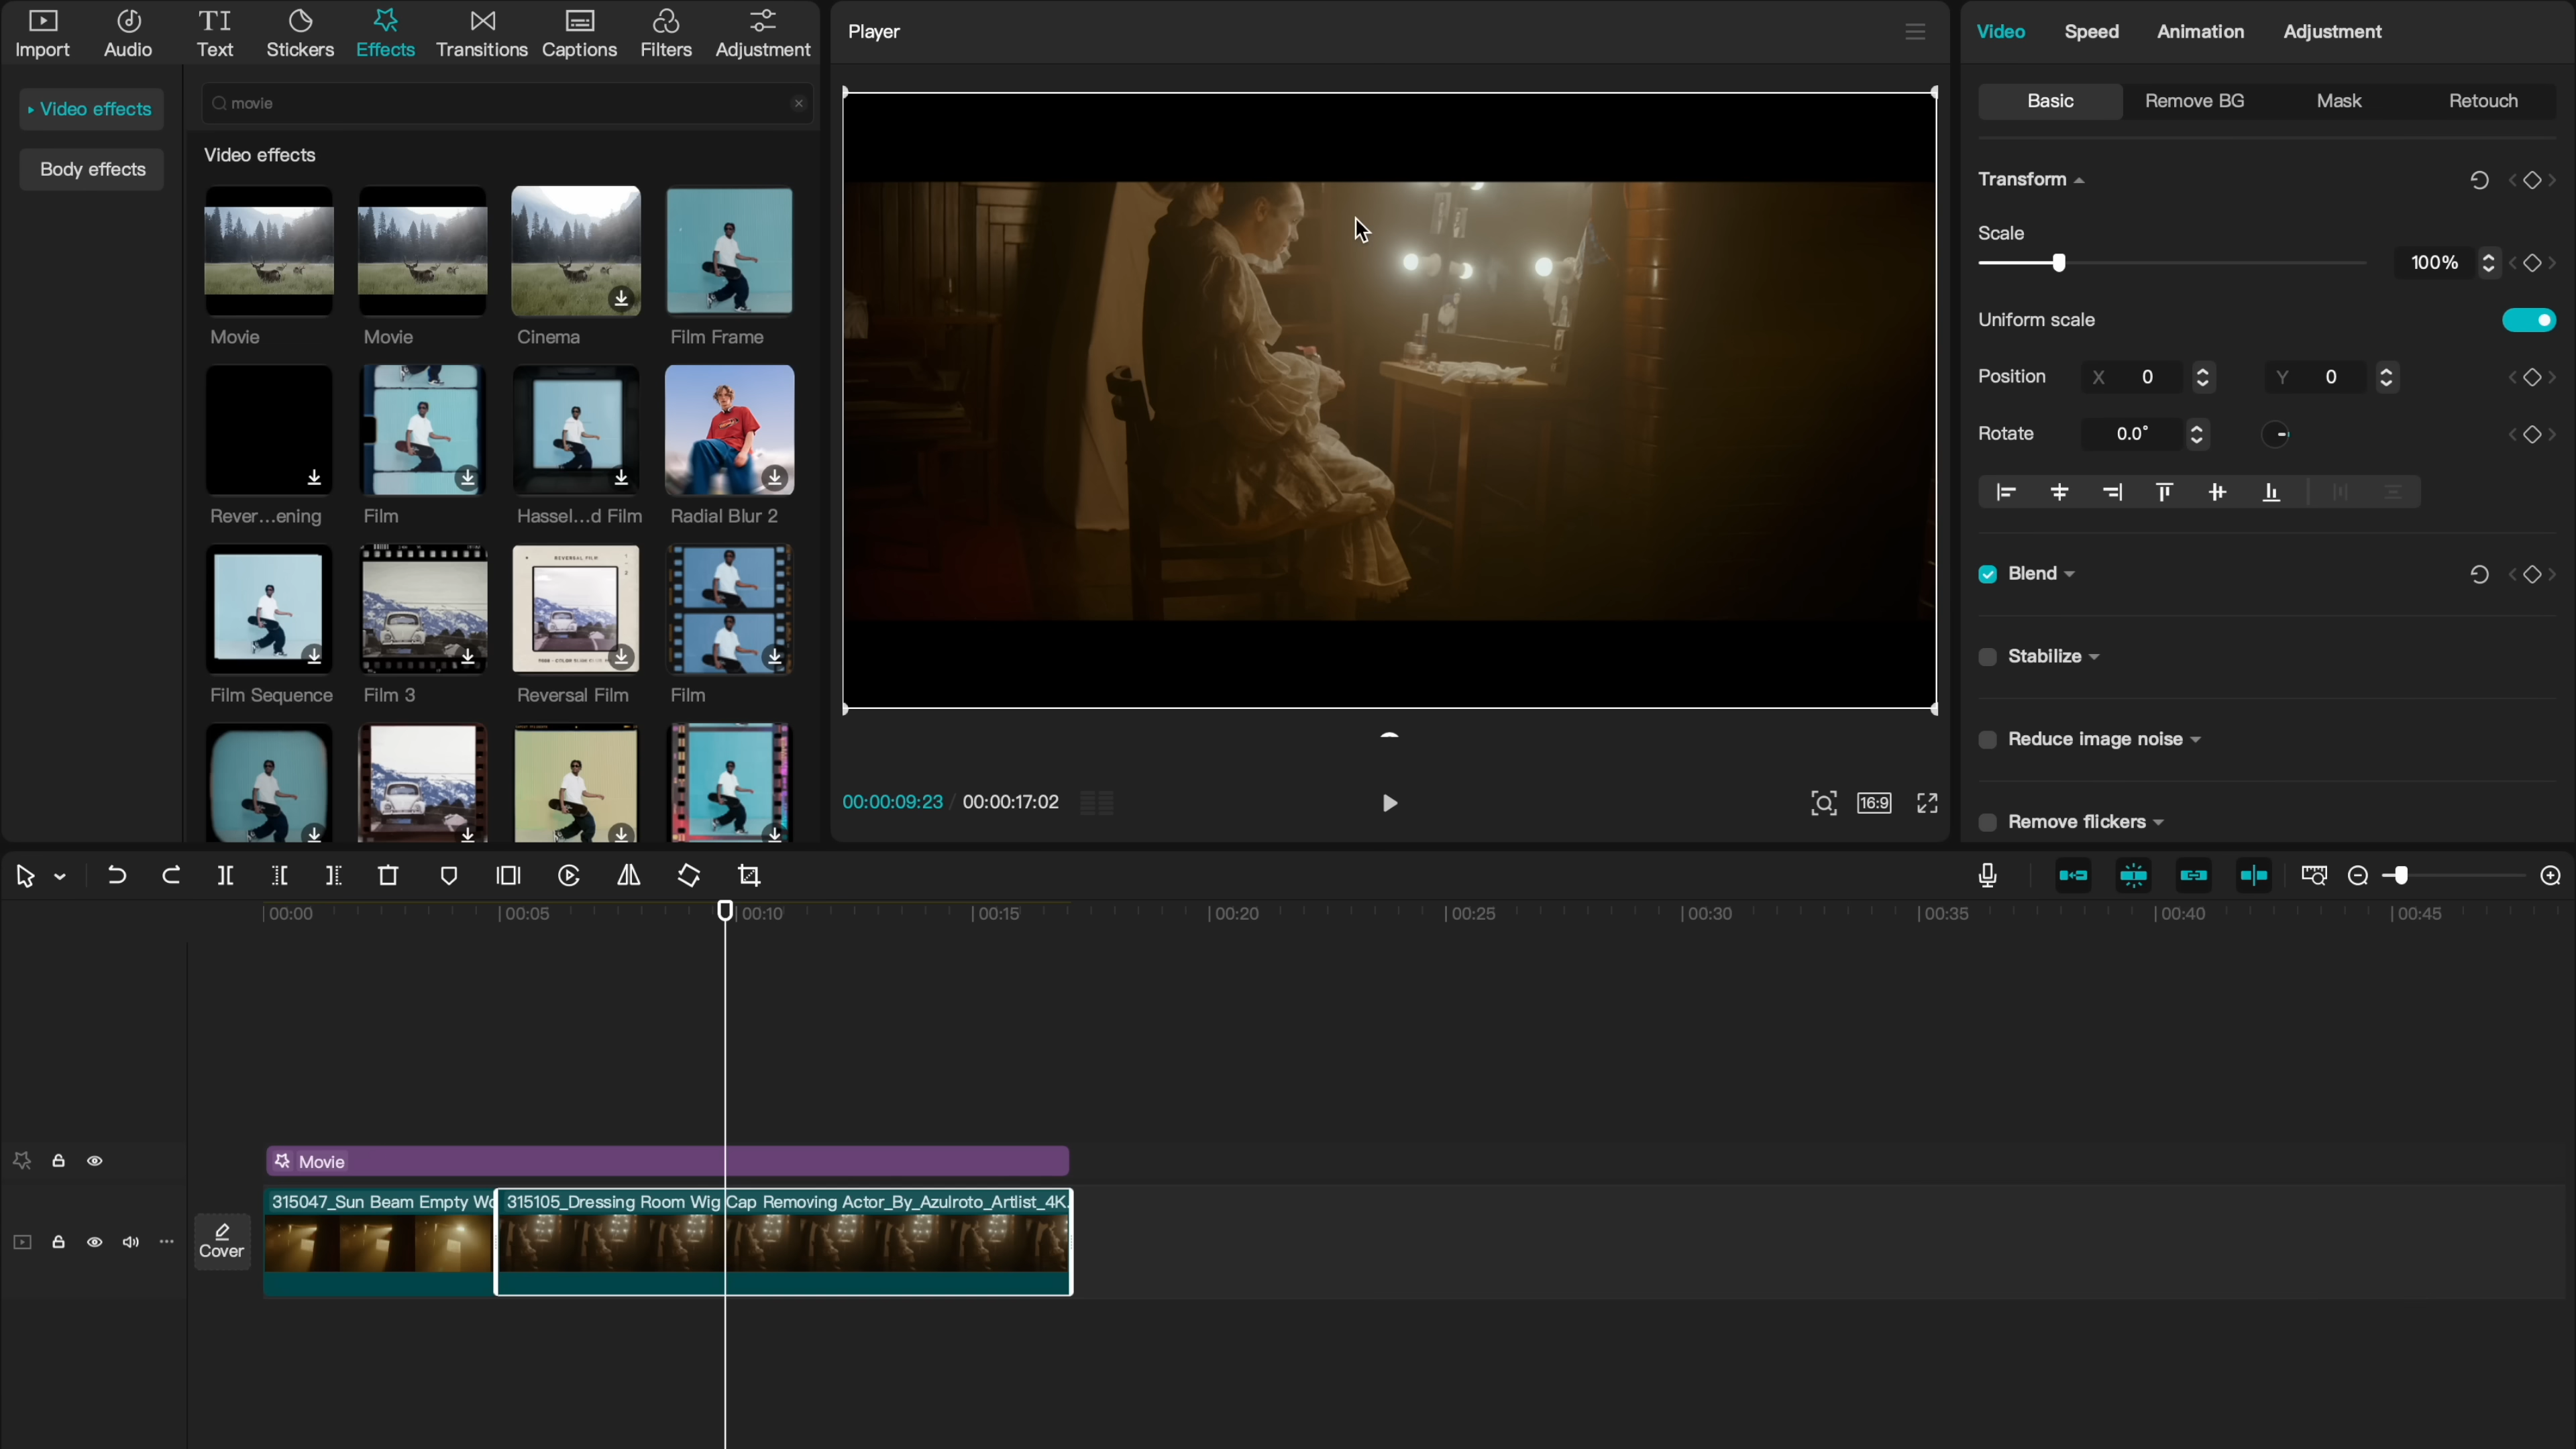 Import
Audio
Text
Stickers
Effects
Transitions
Captions
Filters
Adjustment
Video effects
Body effects
movie
Video effects
Movie
Movie
Cinema
Film Frame
Rever...ening
Film
Hassel...d Film
Radial Blur 2
Film Sequence
Film 3
REVERSAL FILM
Reversal Film
Film
Player
00:00:09:23 / 00:00:17:02
16:9
Video
Speed
Animation
Adjustment
Basic
Remove BG
Mask
Retouch
Transform
Scale
100%
Uniform scale
Position
X 0
Y 0
Rotate
0.0°
Blend
Stabilize
Reduce image noise
Remove flickers
00:00
00:05
00:10
00:15
00:20
00:25
00:30
00:35
00:40
00:45
Movie
Cover
315047_Sun Beam Empty Wo
315105_Dressing Room Wig Cap Removing Actor_By_Azulroto_Artlist_4K.